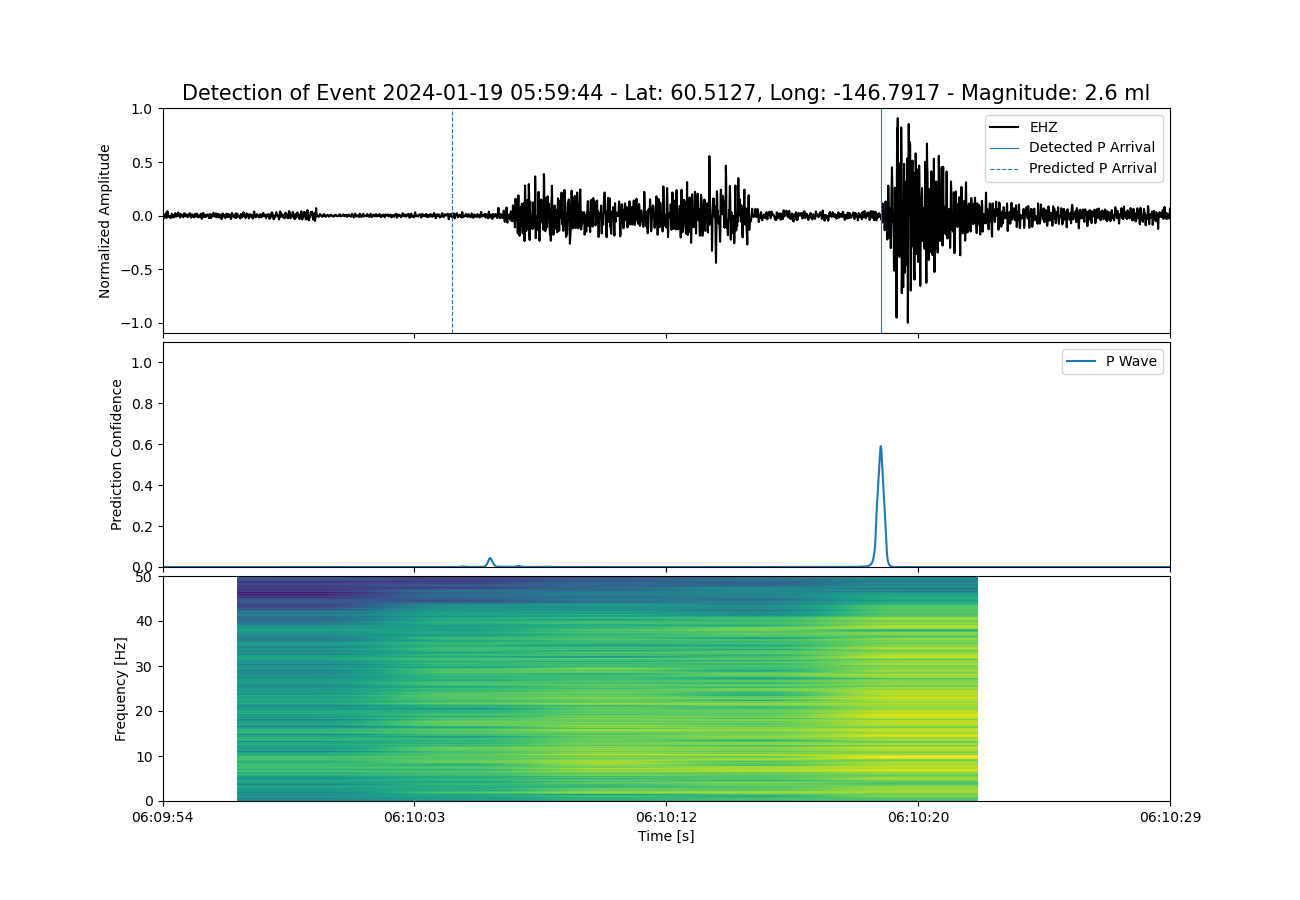 Detection of Event 2024-01-19 05:59:44 - Lat: 60.5127, Long: -146.7917 - Magnitude: 2.6 ml
1.0
0.5
0.0
−0.5
−1.0
Normalized Amplitude
EHZ
Detected P Arrival
Predicted P Arrival
1.0
0.8
0.6
0.4
0.2
0.0
Prediction Confidence
P Wave
50
40
30
20
10
0
Frequency [Hz]
06:09:54 06:10:03 06:10:12 06:10:20 06:10:29
Time [s]